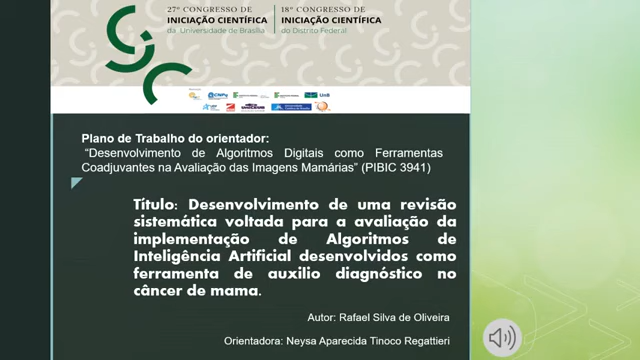 27º CONGRESSO DE
INICIAÇÃO CIENTÍFICA
da Universidade de Brasília
18º CONGRESSO DE
INICIAÇÃO CIENTÍFICA
do Distrito Federal
CNPq
UnB
Plano de Trabalho do orientador:
“Desenvolvimento de Algoritmos Digitais como Ferramentas
Coadjuvantes na Avaliação das Imagens Mamárias” (PIBIC 3941)
Título: Desenvolvimento de uma revisão
sistemática voltada para a avaliação da
implementação de Algoritmos de
Inteligência Artificial desenvolvidos como
ferramenta de auxilio diagnóstico no
câncer de mama.
Autor: Rafael Silva de Oliveira
Orientadora: Neysa Aparecida Tinoco Regattieri